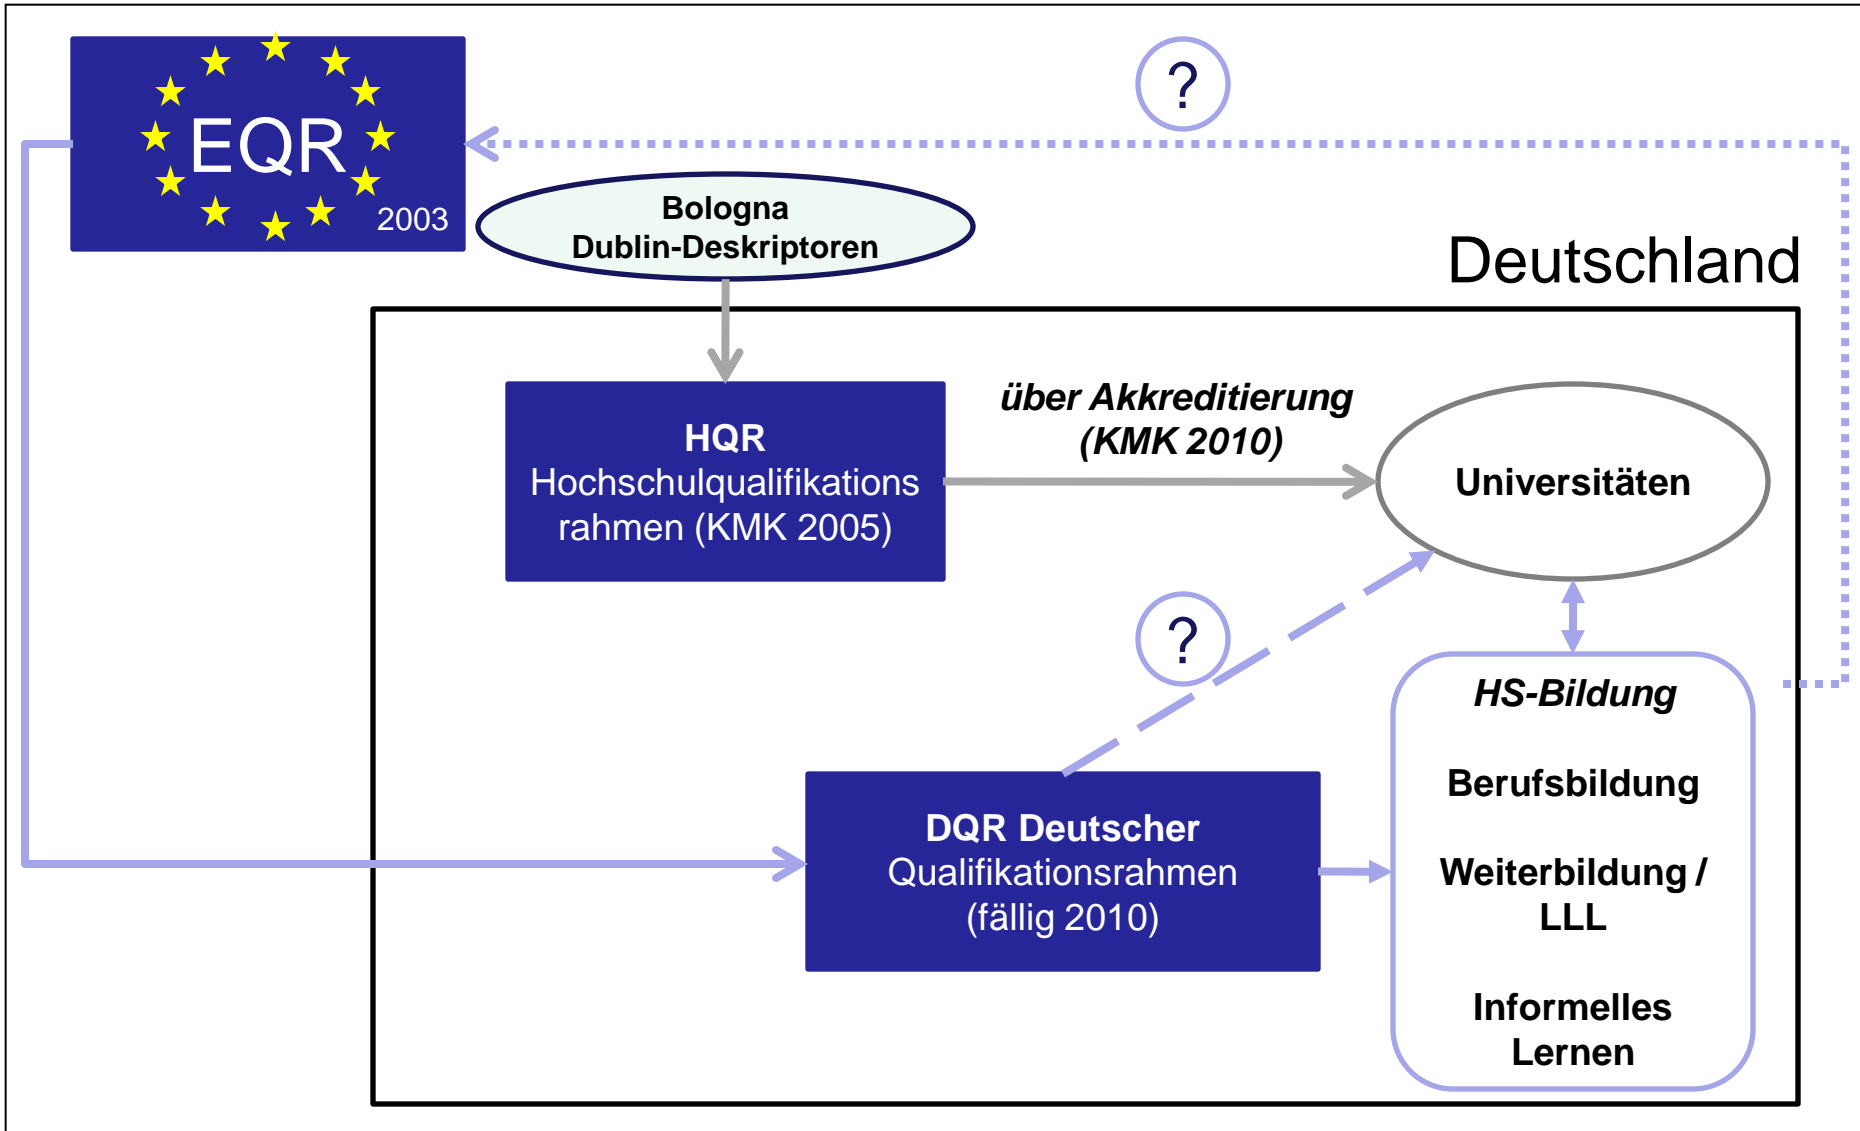 EQR
2003
?
Bologna
Dublin-Deskriptoren
Deutschland
HQR
Hochschulqualifikations
rahmen (KMK 2005)
über Akkreditierung
(KMK 2010)
Universitäten
?
HS-Bildung
Berufsbildung
Weiterbildung /
LLL
Informelles
Lernen
DQR Deutscher
Qualifikationsrahmen
(fällig 2010)